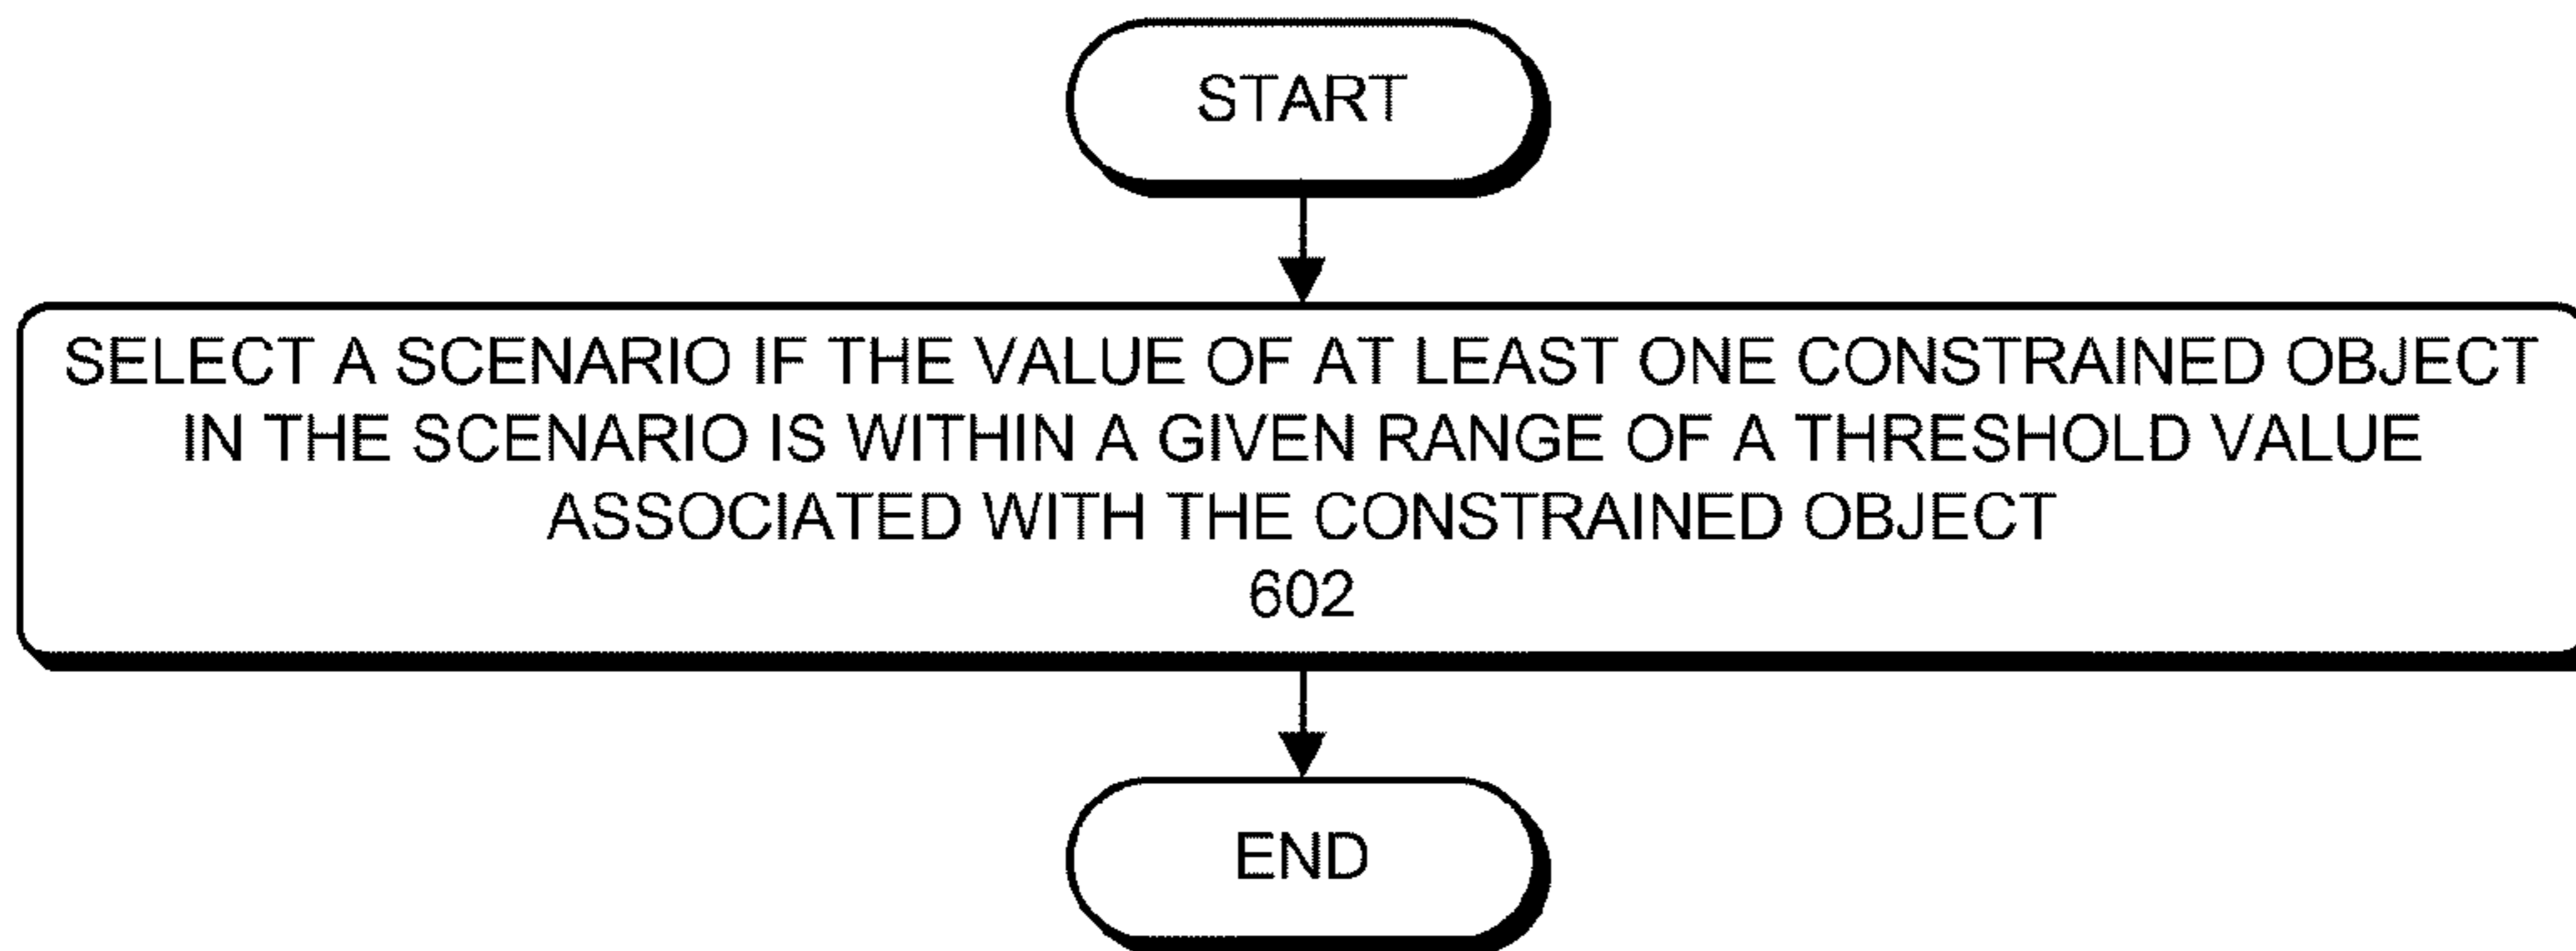 START
SELECT A SCENARIO IF THE VALUE OF AT LEAST ONE CONSTRAINED OBJECT
IN THE SCENARIO IS WITHIN A GIVEN RANGE OF A THRESHOLD VALUE
ASSOCIATED WITH THE CONSTRAINED OBJECT
602
END